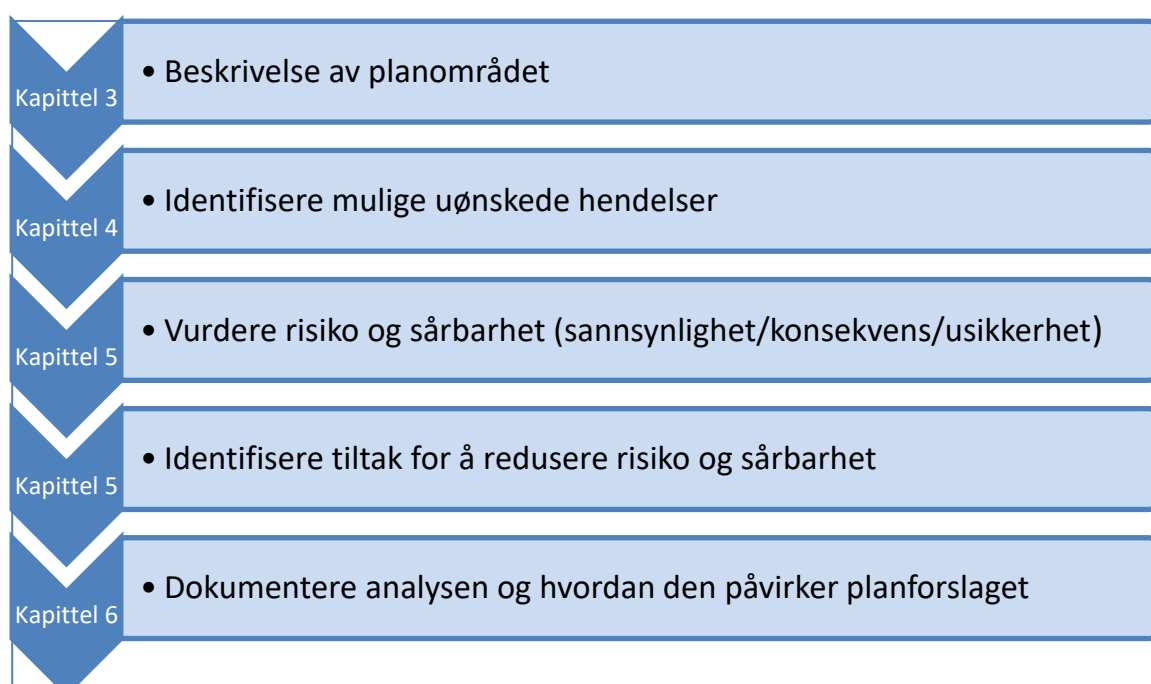 Kapittel 3
• Beskrivelse av planområdet
Kapittel 4
• Identifisere mulige uønskede hendelser
Kapittel 5
• Vurdere risiko og sårbarhet (sannsynlighet/konsekvens/usikkerhet)
Kapittel 5
• Identifisere tiltak for å redusere risiko og sårbarhet
Kapittel 6
• Dokumentere analysen og hvordan den påvirker planforslaget